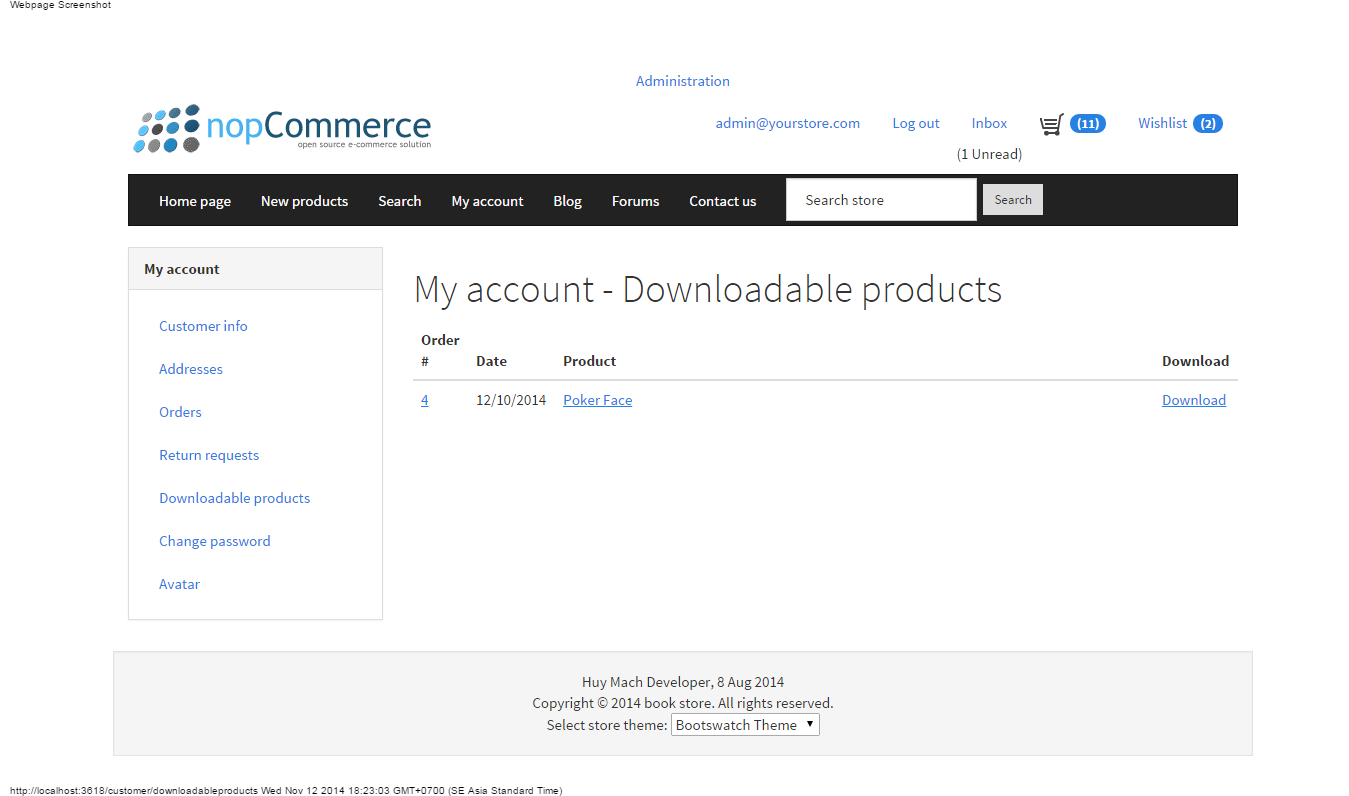 Webpage Screenshot
Administration
nopCommerce
open source e-commerce solution
admin@yourstore.com Log out Inbox (11) Wishlist (2)
(1 Unread)
Home page New products Search My account Blog Forums Contact us Search store Search
My account
Customer info
Addresses
Orders
Return requests
Downloadable products
Change password
Avatar
My account - Downloadable products
Order
# Date Product Download
4 12/10/2014 Poker Face Download
Huy Mach Developer, 8 Aug 2014
Copyright © 2014 book store. All rights reserved.
Select store theme: Bootswatch Theme
http://localhost:3618/customer/downloadableproducts Wed Nov 12 2014 18:23:03 GMT+0700 (SE Asia Standard Time)